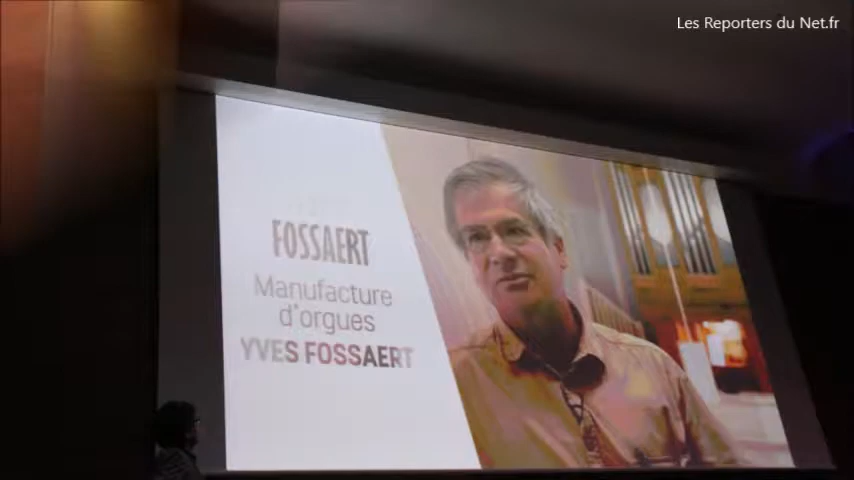 Les Reporters du Net.fr
FOSSAERT
Manufacture
d'orgues
YVES FOSSAERT